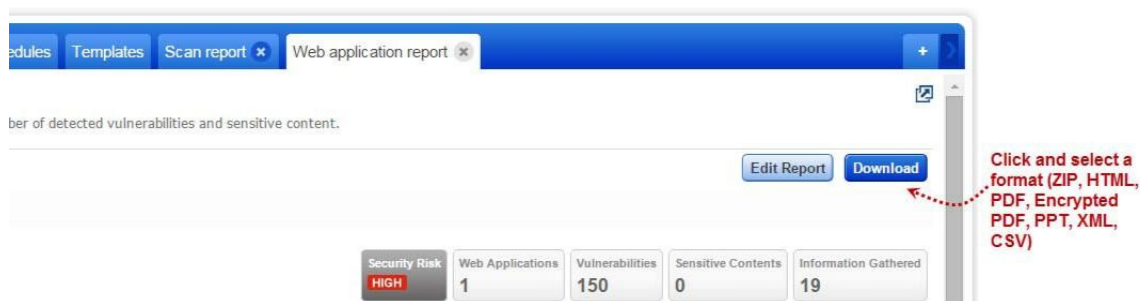 Templates Scan report Web application report +
of detected vulnerabilities and sensitive content.
Edit Report Download
Click and select a
format (ZIP, HTML,
PDF, Encrypted
PDF, PPT, XML,
CSV)
Security Risk Web Applications Vulnerabilities Sensitive Contents Information Gathered
HIGH 1 150 0 19